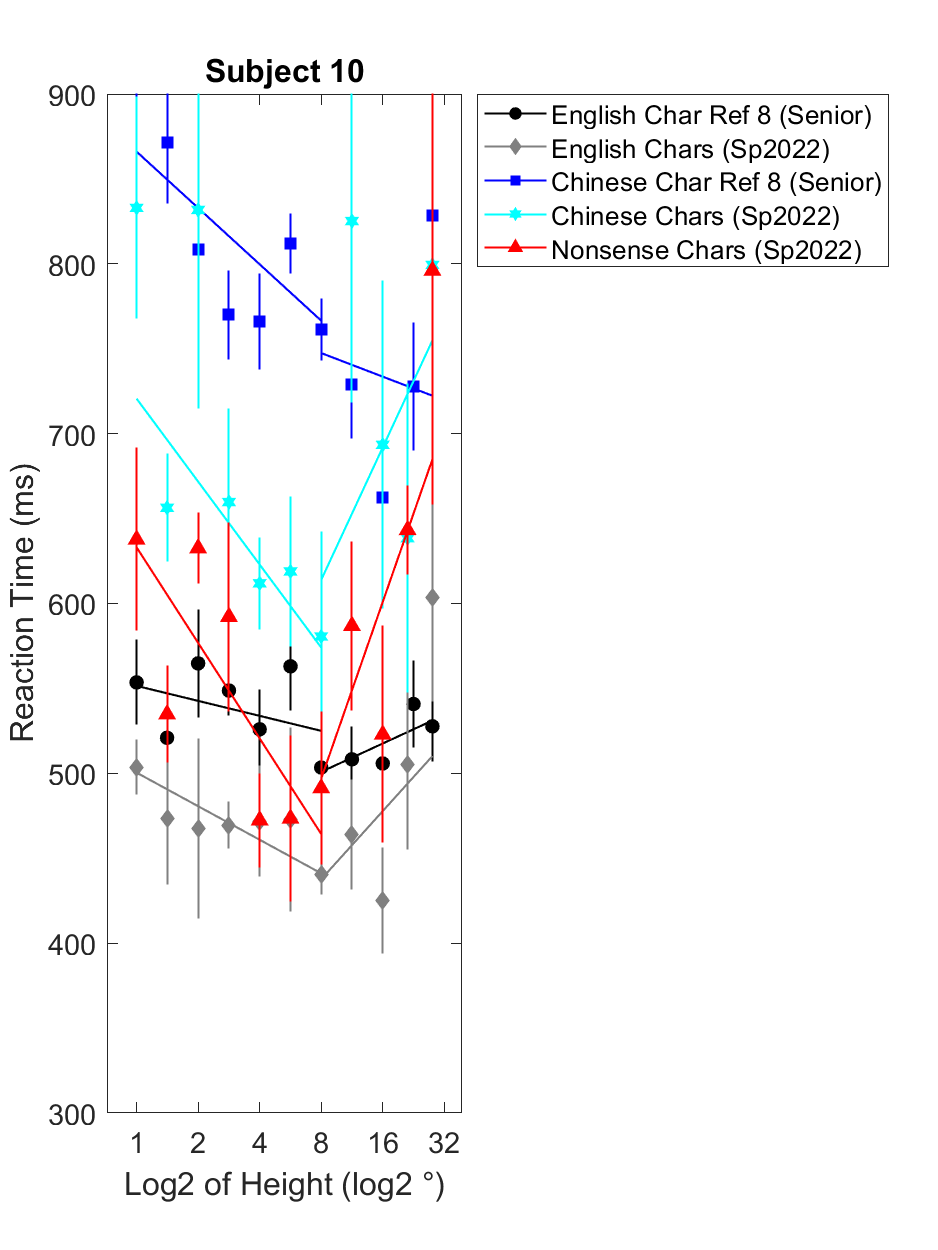 Subject 10
900
800
700
600
500
400
300
Reaction Time (ms)
1 2 4 8 16 32
Log2 of Height (log2 °)
English Char Ref 8 (Senior)
English Chars (Sp2022)
Chinese Char Ref 8 (Senior)
Chinese Chars (Sp2022)
Nonsense Chars (Sp2022)